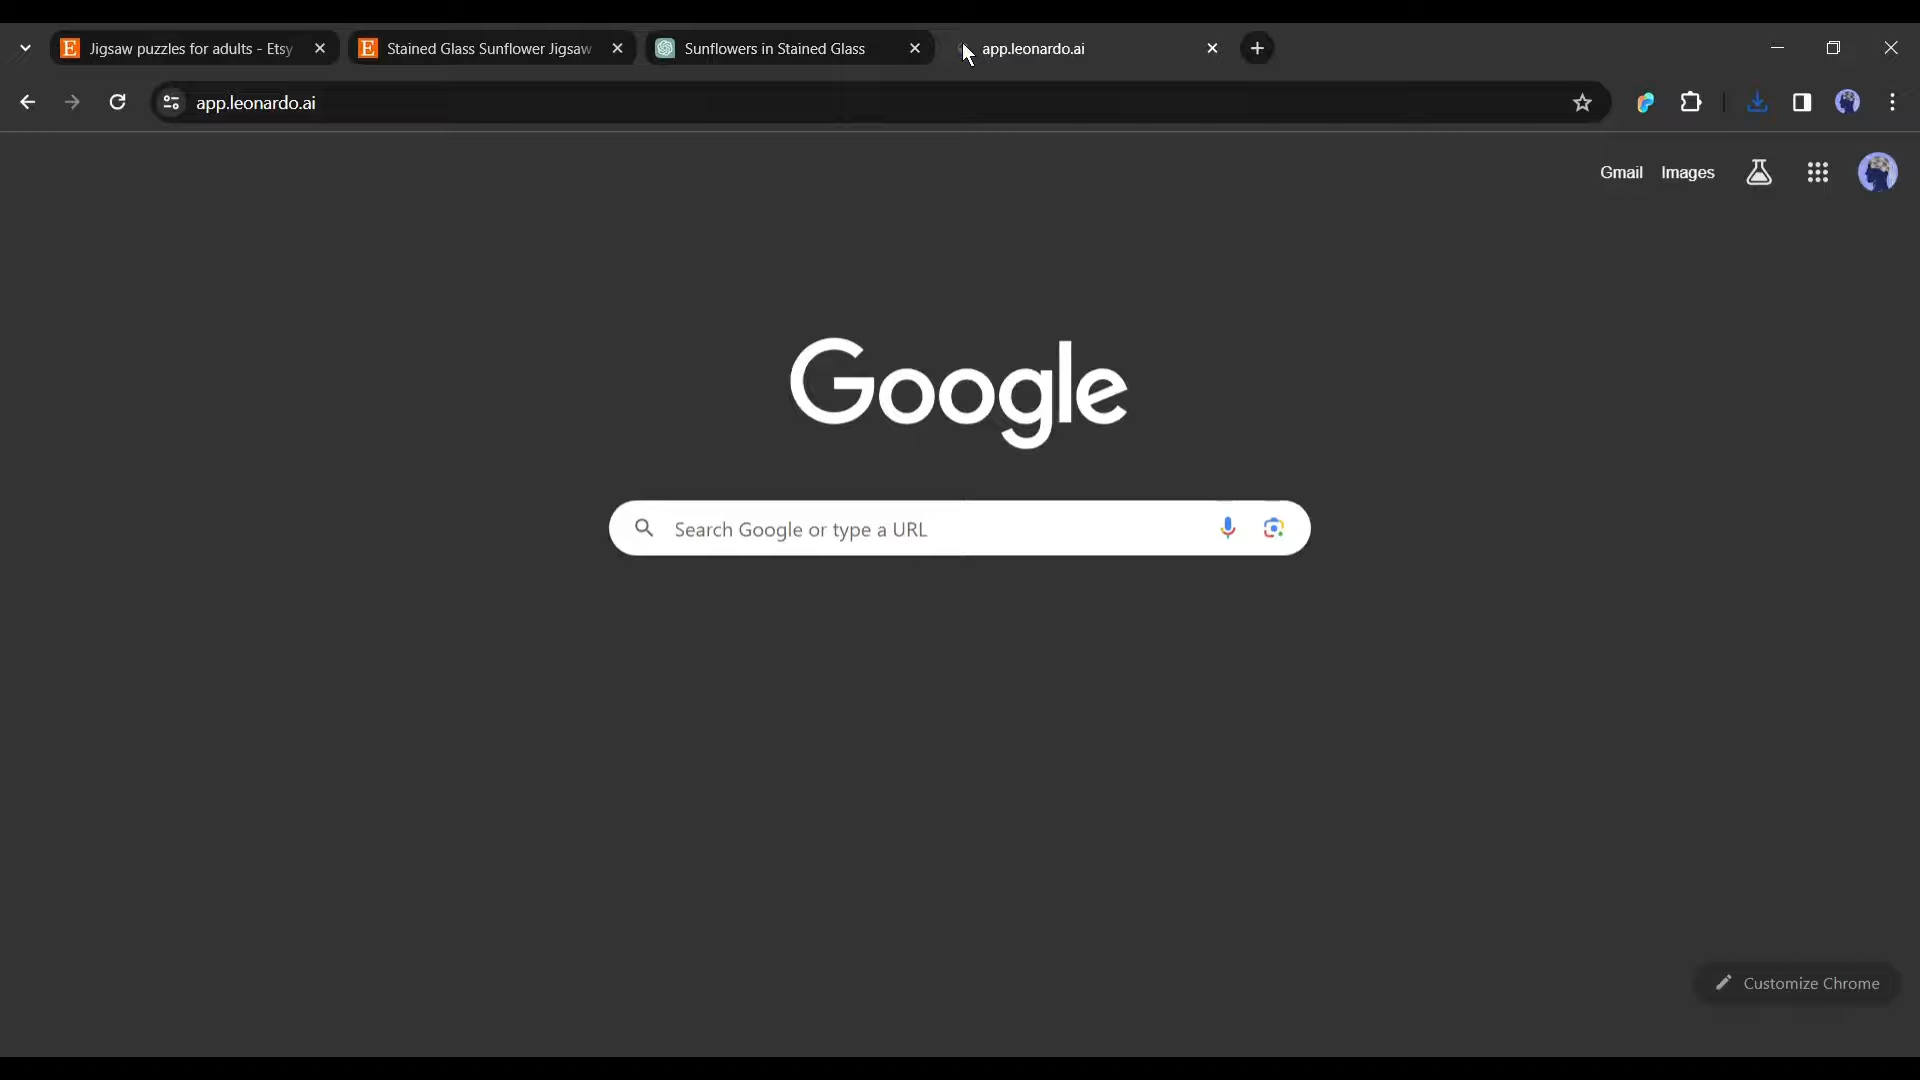 Jigsaw puzzles for adults - Etsy
Stained Glass Sunflower Jigsaw
Sunflowers in Stained Glass
app.leonardo.ai
app.leonardo.ai
Gmail Images
Google
Search Google or type a URL
Customize Chrome